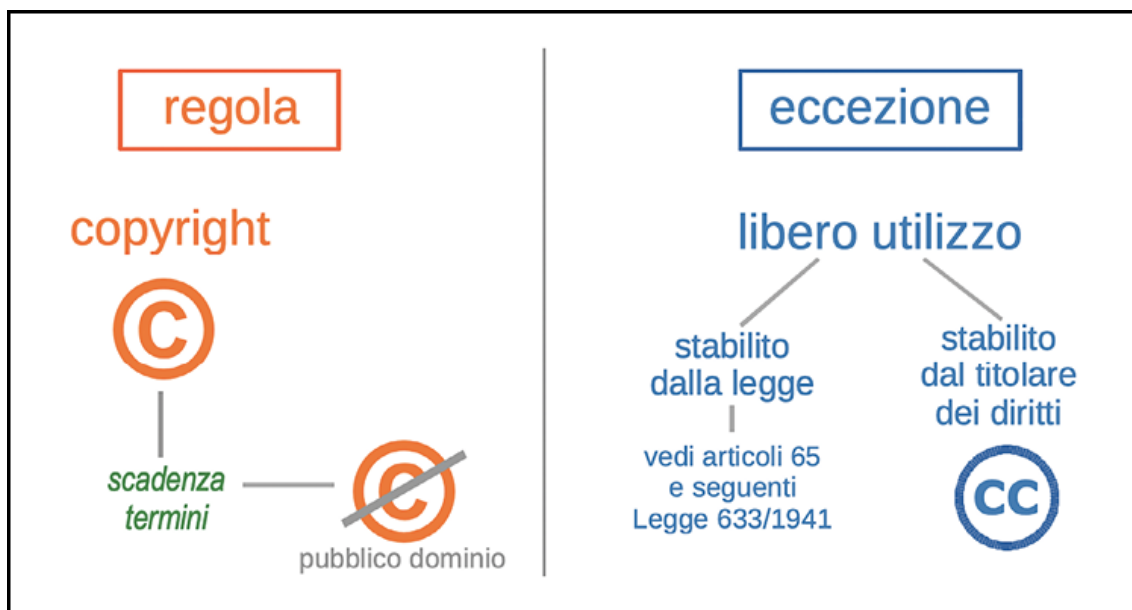 regola
copyright
C
scadenza
termini
C
pubblico dominio
eccezione
libero utilizzo
stabilito
dalla legge
vedi articoli 65
e seguenti
Legge 633/1941
stabilito
dal titolare
dei diritti
cc